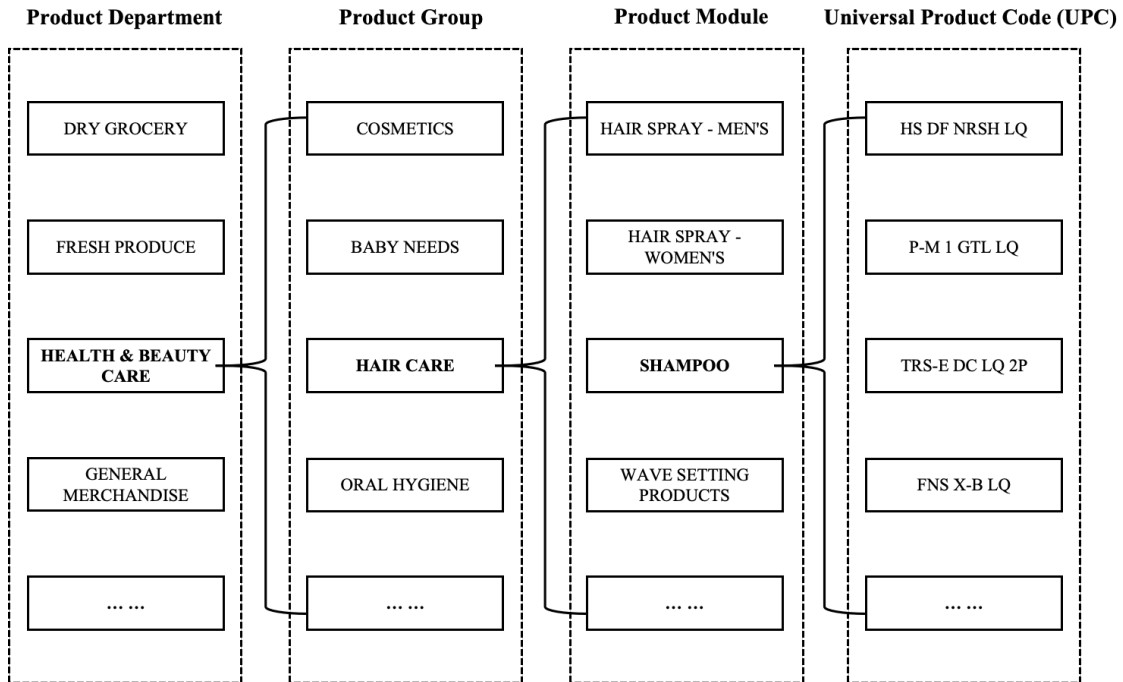 Product Department
Product Group
Product Module
Universal Product Code (UPC)
DRY GROCERY
COSMETICS
HAIR SPRAY - MEN'S
HS DF NRSH LQ
FRESH PRODUCE
BABY NEEDS
HAIR SPRAY -
WOMEN'S
P-M 1 GTL LQ
HEALTH & BEAUTY
CARE
HAIR CARE
SHAMPOO
TRS-E DC LQ 2P
GENERAL
MERCHANDISE
ORAL HYGIENE
WAVE SETTING
PRODUCTS
FNS X-B LQ
... ...
... ...
... ...
... ...